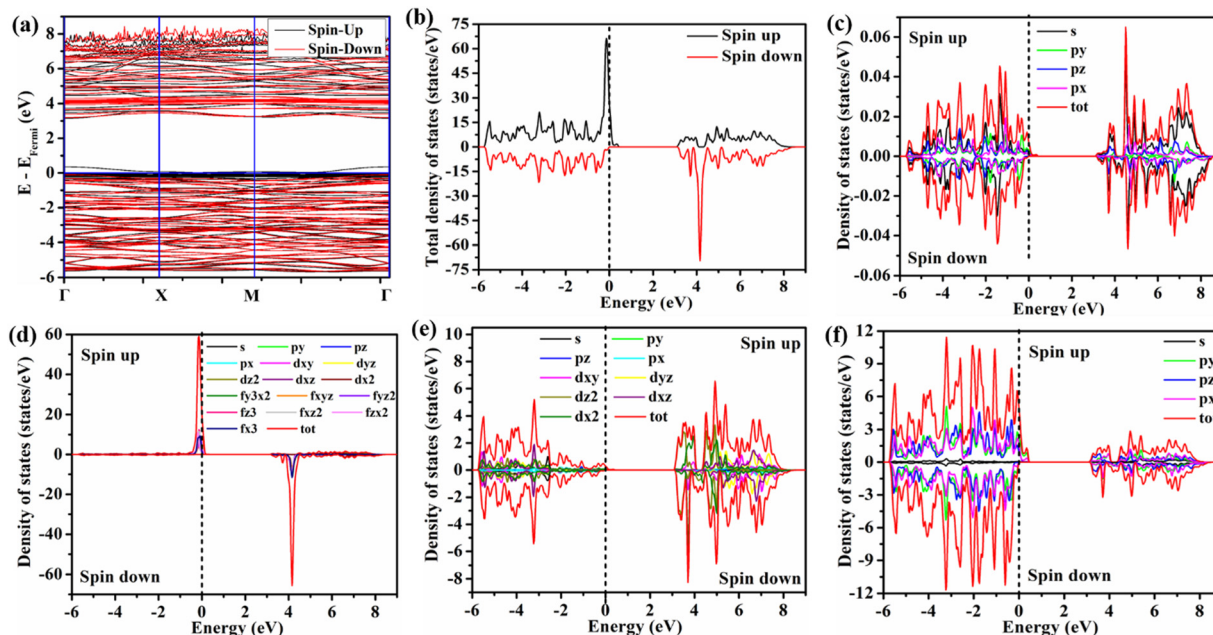 (a)
Spin-Up
Spin-Down
E - E_Fermi
8
6
4
2
0
-2
-4
-6
Γ X M Γ
(b)
Spin up
Spin down
Total density of states (states/eV)
75
60
45
30
15
0
-15
-30
-45
-60
-75
-6 -4 -2 0 2 4 6 8
Energy (eV)
(c)
Spin up
s
py
pz
px
tot
Spin down
Density of states (states/eV)
0.06
0.04
0.02
0.00
-0.02
-0.04
-0.06
-6 -4 -2 0 2 4 6 8
Energy (eV)
(d)
Spin up
s py pz
px dxy dyz
dz2 dxz dx2
fy3x2 fxyz fyz2
fz3 fxz2 fzx2
fx3 tot
Spin down
Density of states (states/eV)
60
40
20
0
-20
-40
-60
-6 -4 -2 0 2 4 6 8
Energy (eV)
(e)
s py
pz px
dxy dyz
dz2 dxz
dx2 tot
Spin up
Spin down
Density of states (states/eV)
10
8
6
4
2
0
-2
-4
-6
-8
-6 -4 -2 0 2 4 6 8
Energy (eV)
(f)
Spin up
s
py
pz
px
tot
Spin down
Density of states (states/eV)
12
9
6
3
0
-3
-6
-9
-12
-6 -4 -2 0 2 4 6 8
Energy (eV)